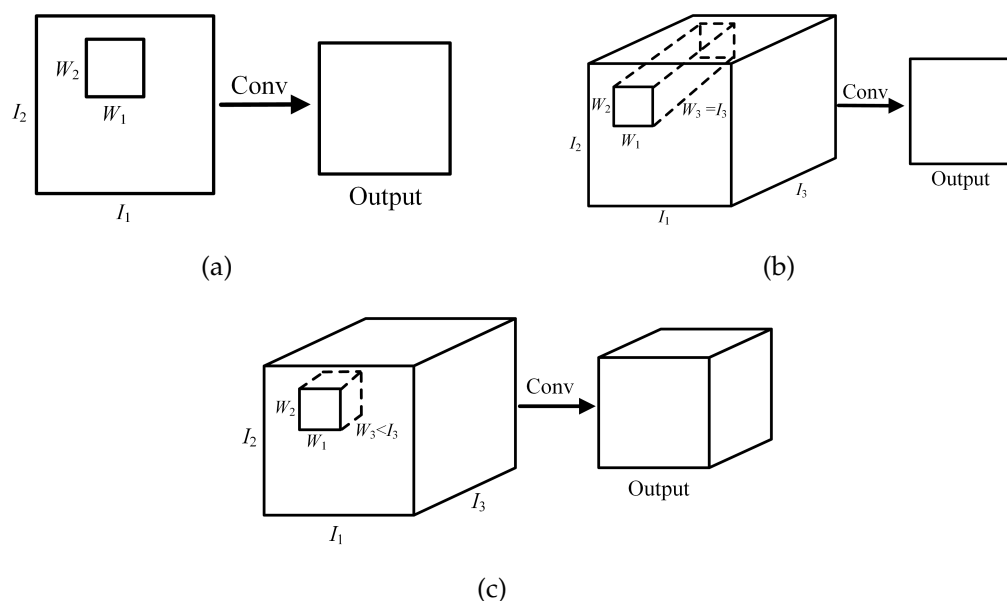 W₂
W₁
I₂
I₁
Conv
Output
(a)
W₂
W₁
W₃ =I₃
I₂
I₁
I₃
Conv
Output
(b)
W₂
W₁
W₃<I₃
I₂
I₁
I₃
Conv
Output
(c)